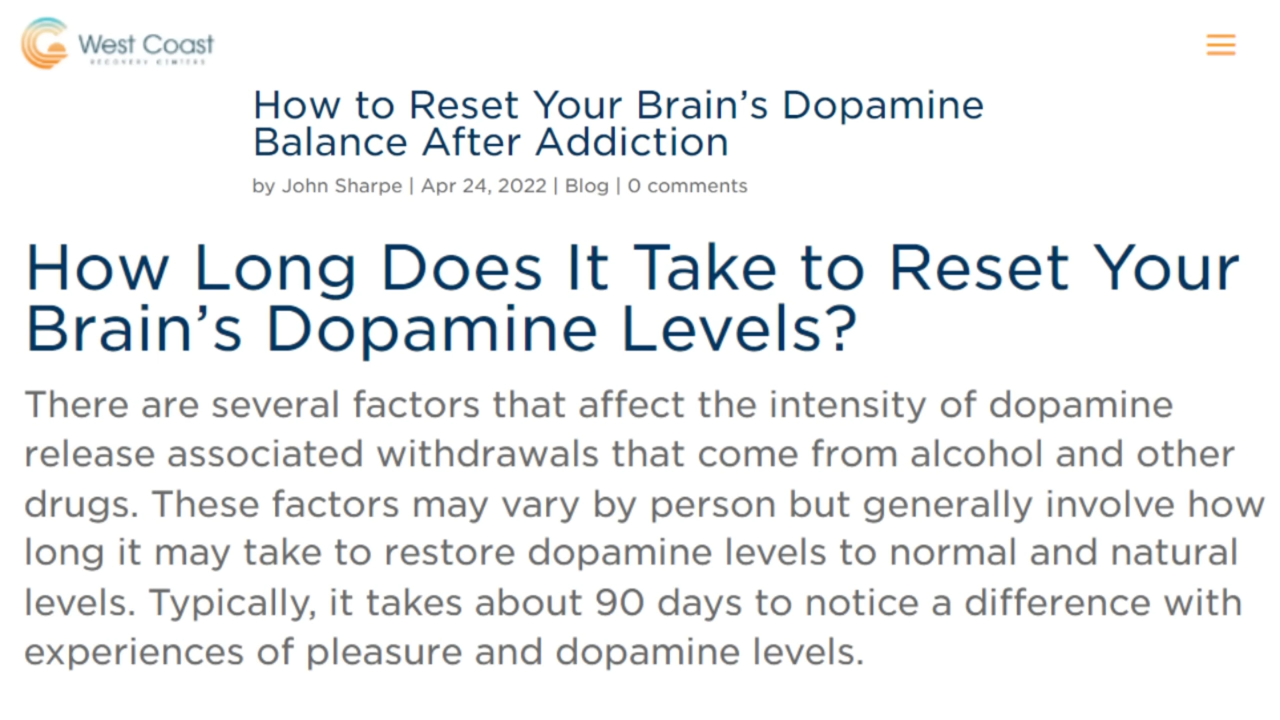 West Coast
RECOVERY CENTERS
How to Reset Your Brain’s Dopamine
Balance After Addiction
by John Sharpe | Apr 24, 2022 | Blog | 0 comments
How Long Does It Take to Reset Your
Brain’s Dopamine Levels?
There are several factors that affect the intensity of dopamine
release associated withdrawals that come from alcohol and other
drugs. These factors may vary by person but generally involve how
long it may take to restore dopamine levels to normal and natural
levels. Typically, it takes about 90 days to notice a difference with
experiences of pleasure and dopamine levels.